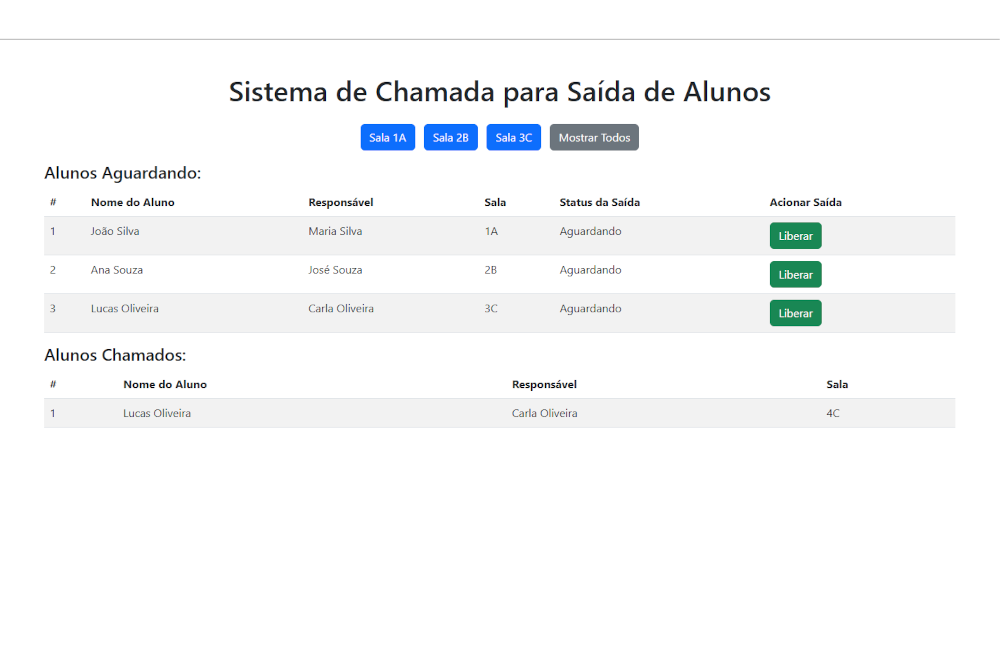 Sistema de Chamada para Saída de Alunos
Sala 1A Sala 2B Sala 3C Mostrar Todos
Alunos Aguardando:
# Nome do Aluno Responsável Sala Status da Saída Acionar Saída
1 João Silva Maria Silva 1A Aguardando Liberar
2 Ana Souza José Souza 2B Aguardando Liberar
3 Lucas Oliveira Carla Oliveira 3C Aguardando Liberar
Alunos Chamados:
# Nome do Aluno Responsável Sala
1 Lucas Oliveira Carla Oliveira 4C